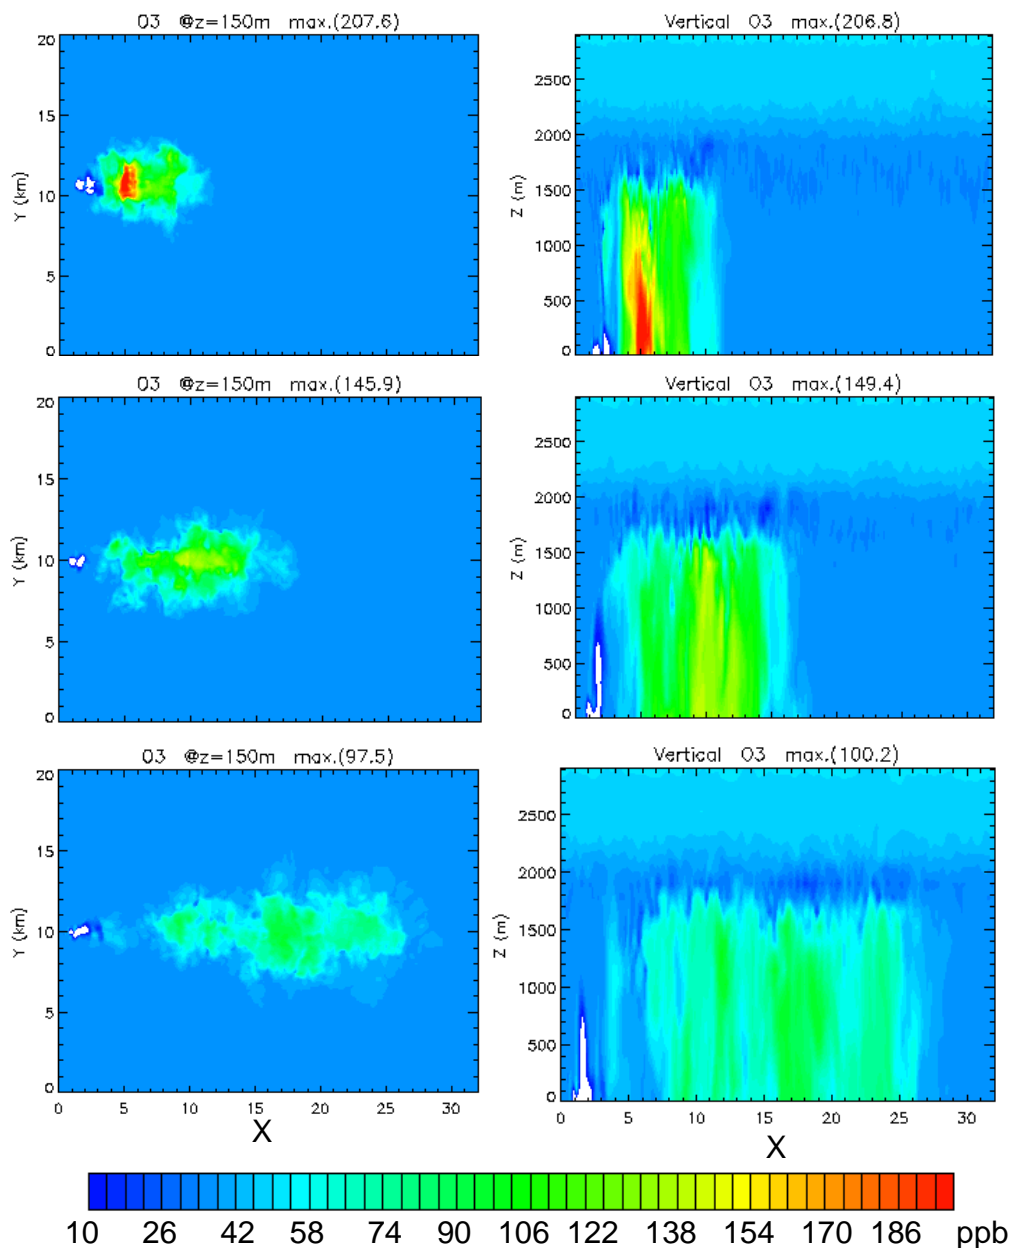 O3 @z=150m max.(207.6)
Vertical O3 max.(206.8)
20
15
10
5
0
Y (km)
2500
2000
1500
1000
500
0
Z (m)
O3 @z=150m max.(145.9)
Vertical O3 max.(149.4)
20
15
10
5
0
Y (km)
2500
2000
1500
1000
500
0
Z (m)
O3 @z=150m max.(97.5)
Vertical O3 max.(100.2)
20
15
10
5
0
Y (km)
0 5 10 15 20 25 30
X
2500
2000
1500
1000
500
0
Z (m)
0 5 10 15 20 25 30
X
10 26 42 58 74 90 106 122 138 154 170 186 ppb